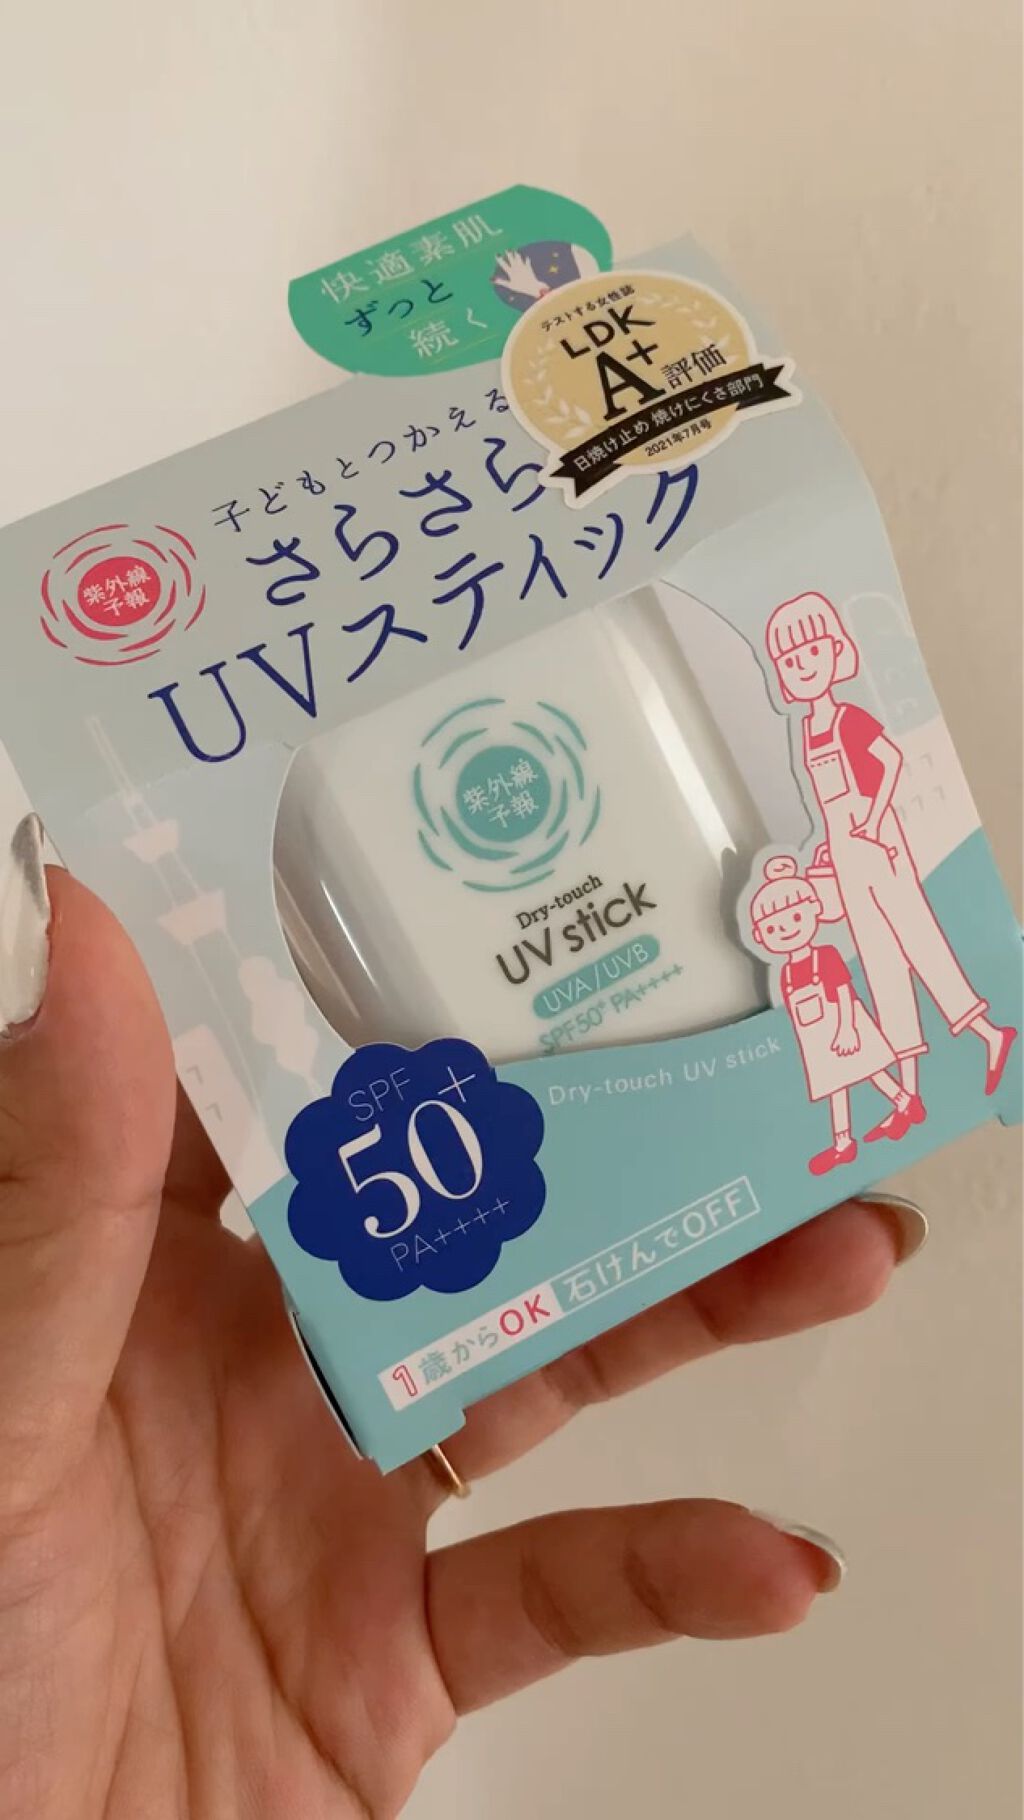 快適素肌
ずっと
続く
テストする女性誌
LDK
A+評価
日焼け止め 焼けにくさ部門
2021年7月号
子どもとつかえる
さらさら
UVスティック
紫外線
予報
紫外線
予報
Dry-touch
UV stick
UVA/UVB
SPF50+ PA++++
Dry-touch UV stick
SPF
50+
PA++++
1歳からOK 石けんでOFF